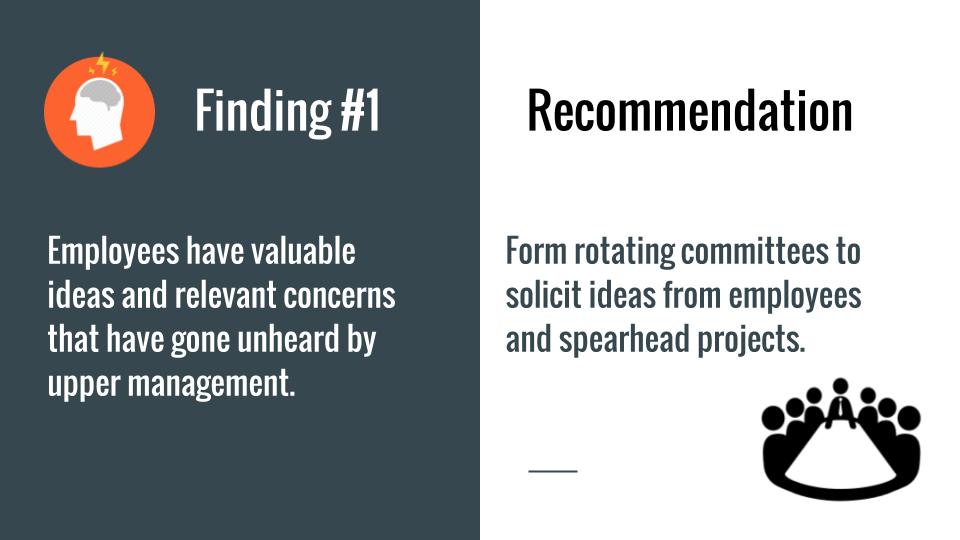 Finding #1
Employees have valuable
ideas and relevant concerns
that have gone unheard by
upper management.
Recommendation
Form rotating committees to
solicit ideas from employees
and spearhead projects.